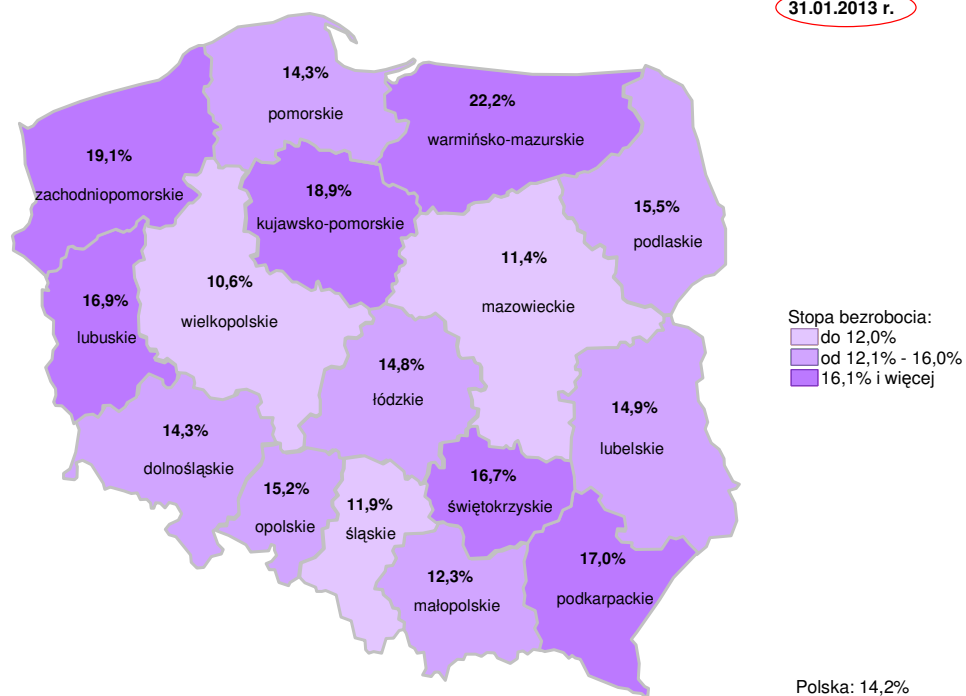 31.01.2013 r.
14,3%
pomorskie
22,2%
warmińsko-mazurskie
19,1%
zachodniopomorskie
18,9%
kujawsko-pomorskie
15,5%
podlaskie
11,4%
mazowieckie
10,6%
wielkopolskie
16,9%
lubuskie
Stopa bezrobocia:
do 12,0%
od 12,1% - 16,0%
16,1% i więcej
14,8%
łódzkie
14,9%
lubelskie
14,3%
dolnośląskie
15,2%
opolskie
11,9%
śląskie
16,7%
świętokrzyskie
12,3%
małopolskie
17,0%
podkarpackie
Polska: 14,2%